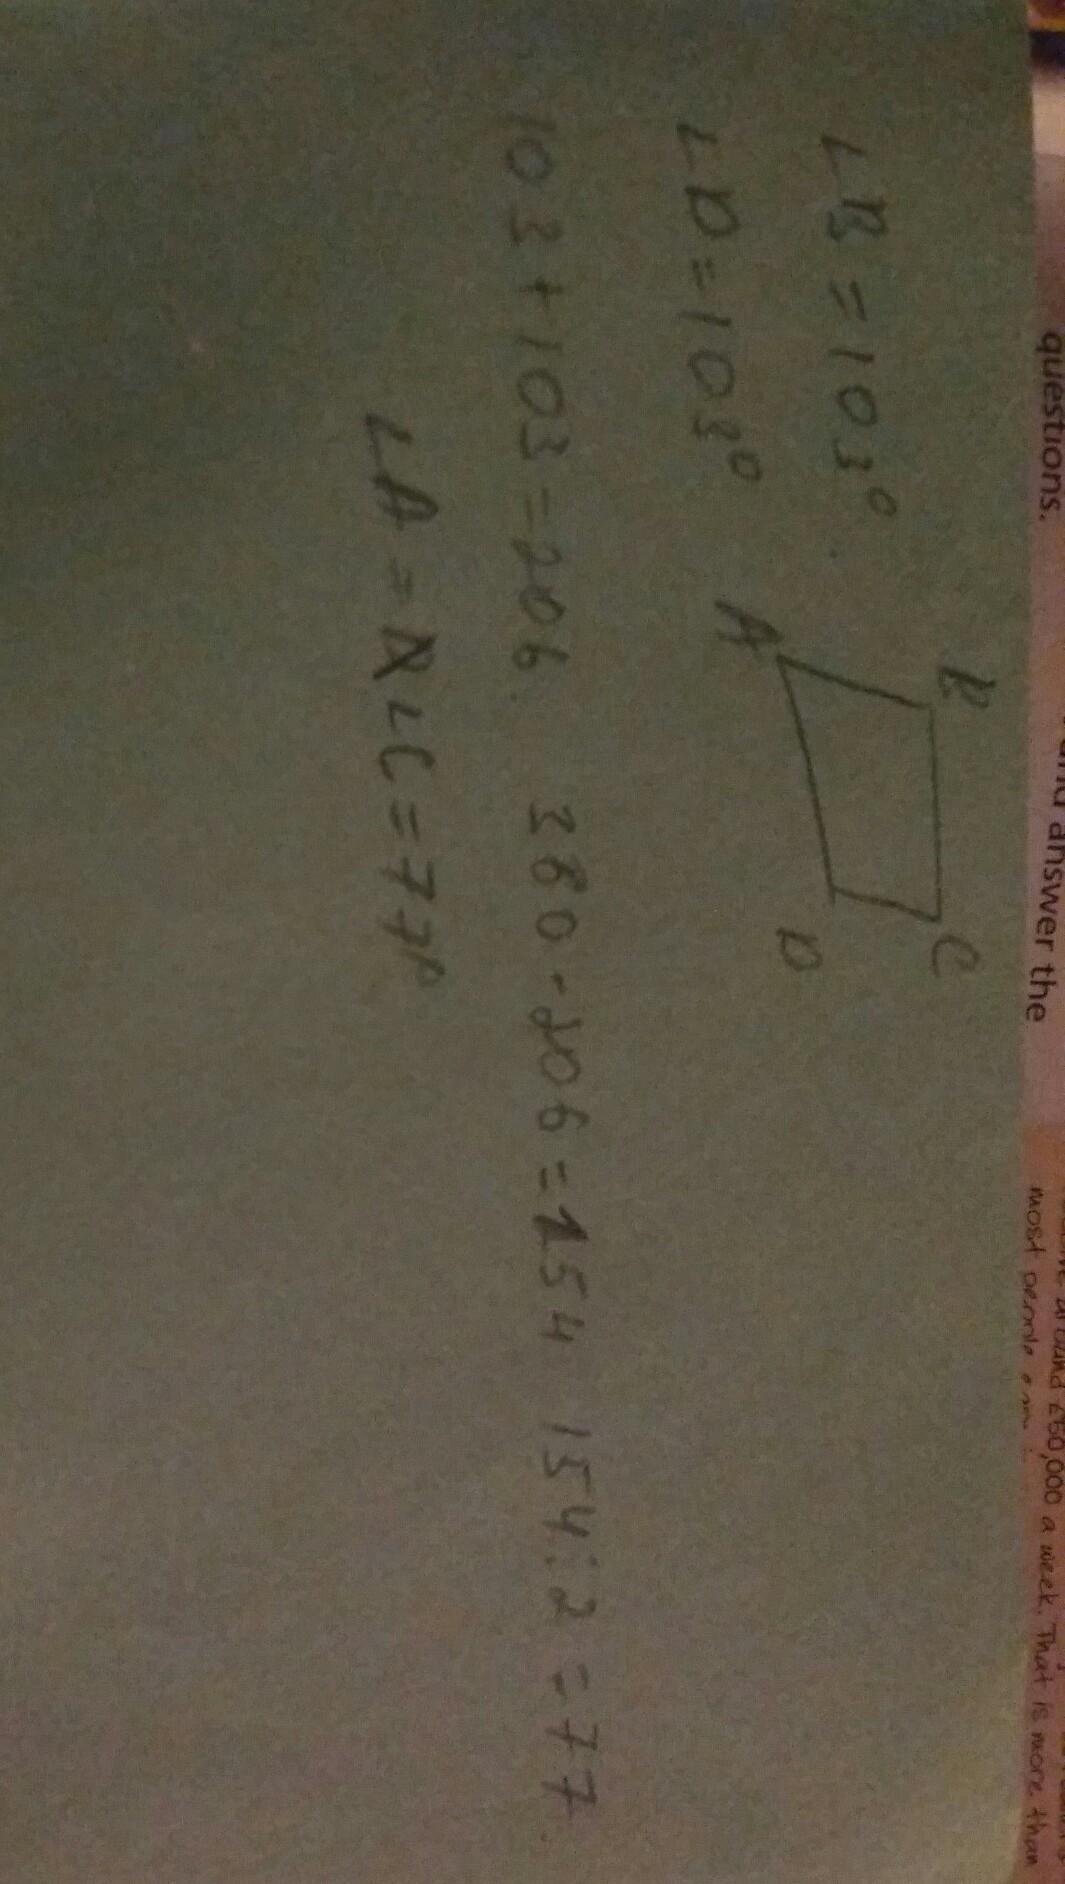 questions.
and answer the
£50,000 a week. That is more than
most people
B
C
∠B = 103°
A
D
∠D = 103°
103 + 103 = 206. 360 - 206 = 154 154 : 2 = 77
∠A = ∠C = 77°